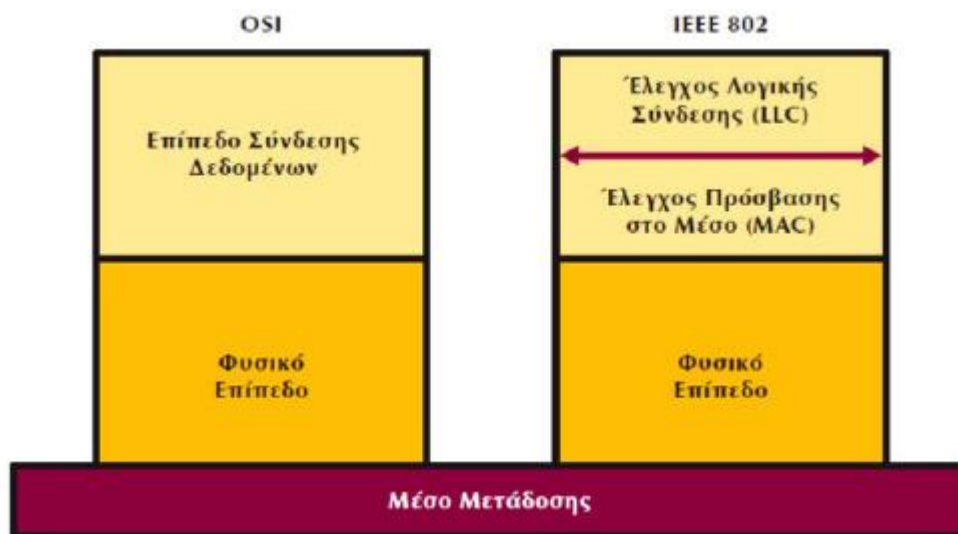 OSI
IEEE 802
Επίπεδο Σύνδεσης
Δεδομένων
Έλεγχος Λογικής
Σύνδεσης (LLC)
Έλεγχος Πρόσβασης
στο Μέσο (MAC)
Φυσικό
Επίπεδο
Φυσικό
Επίπεδο
Μέσο Μετάδοσης